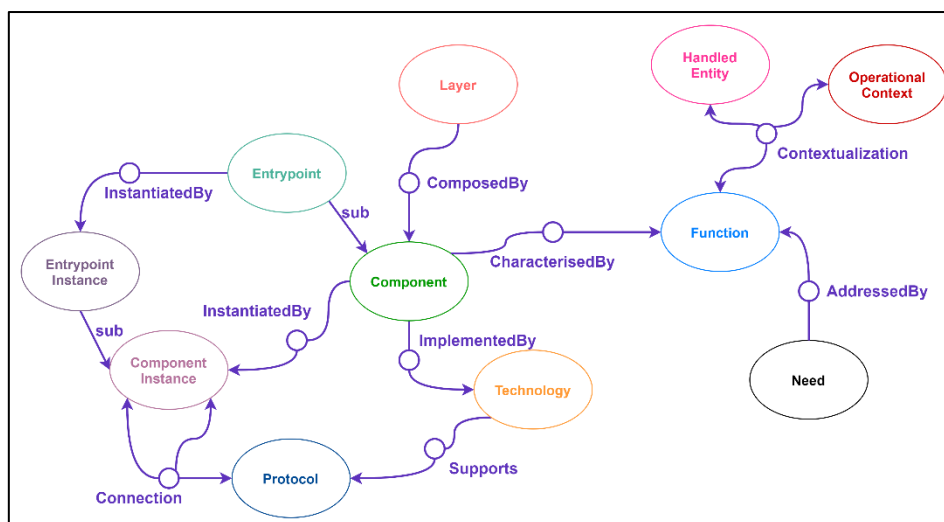 Handled
Entity
Operational
Context
Layer
Contextualization
Entrypoint
InstantiatedBy
ComposedBy
sub
Function
Entrypoint
Instance
CharacterisedBy
Component
InstantiatedBy
AddressedBy
sub
ImplementedBy
Component
Instance
Technology
Need
Supports
Protocol
Connection